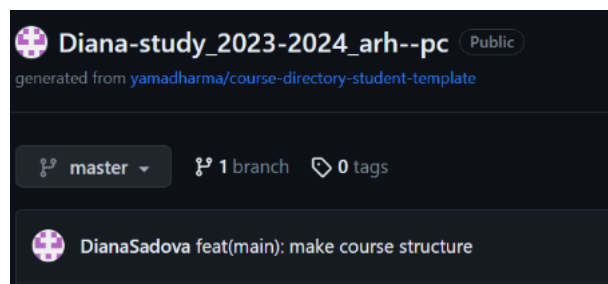 Diana-study_2023-2024_arh--pc Public
generated from yamadharma/course-directory-student-template
master 1 branch 0 tags
DianaSadova feat(main): make course structure